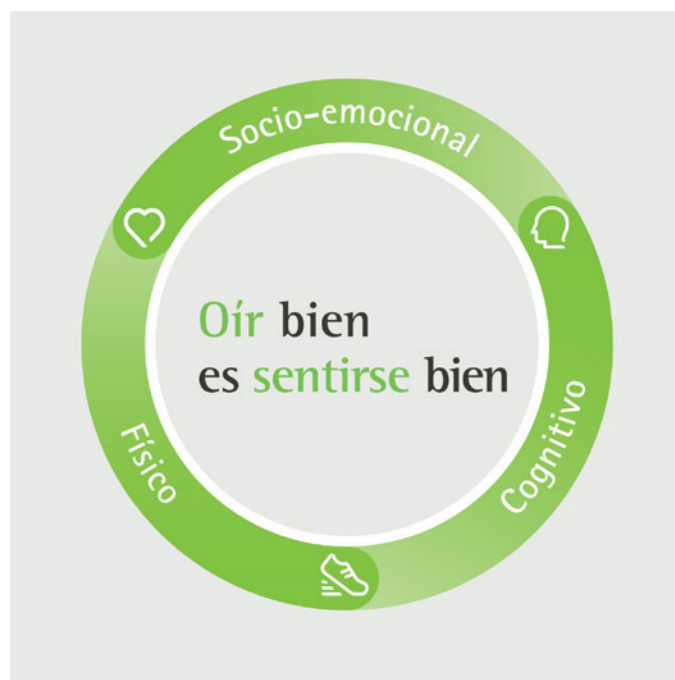 Socio-emocional
Oír bien
es sentirse bien
Físico
Cognitivo